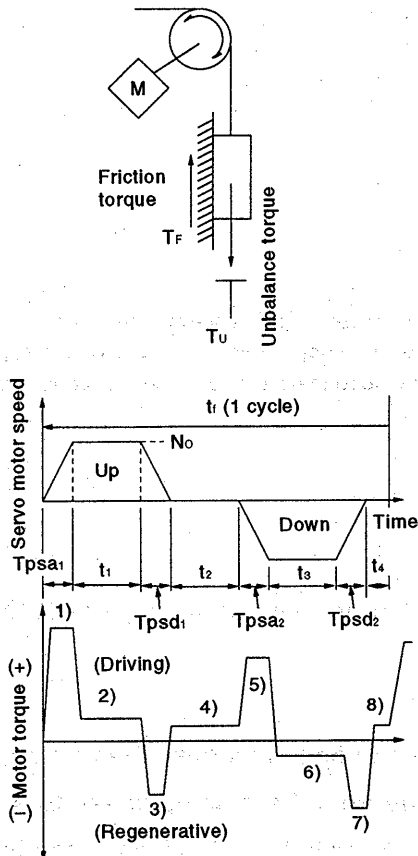 M
Friction
torque
TF
Unbalance torque
TU
Servo motor speed
tf (1 cycle)
No
Up
Down
Time
Tpsa1
t1
Tpsd1
t2
Tpsa2
t3
Tpsd2
t4
(+)
Motor torque
(–)
(Driving)
(Regenerative)
1)
2)
3)
4)
5)
6)
7)
8)